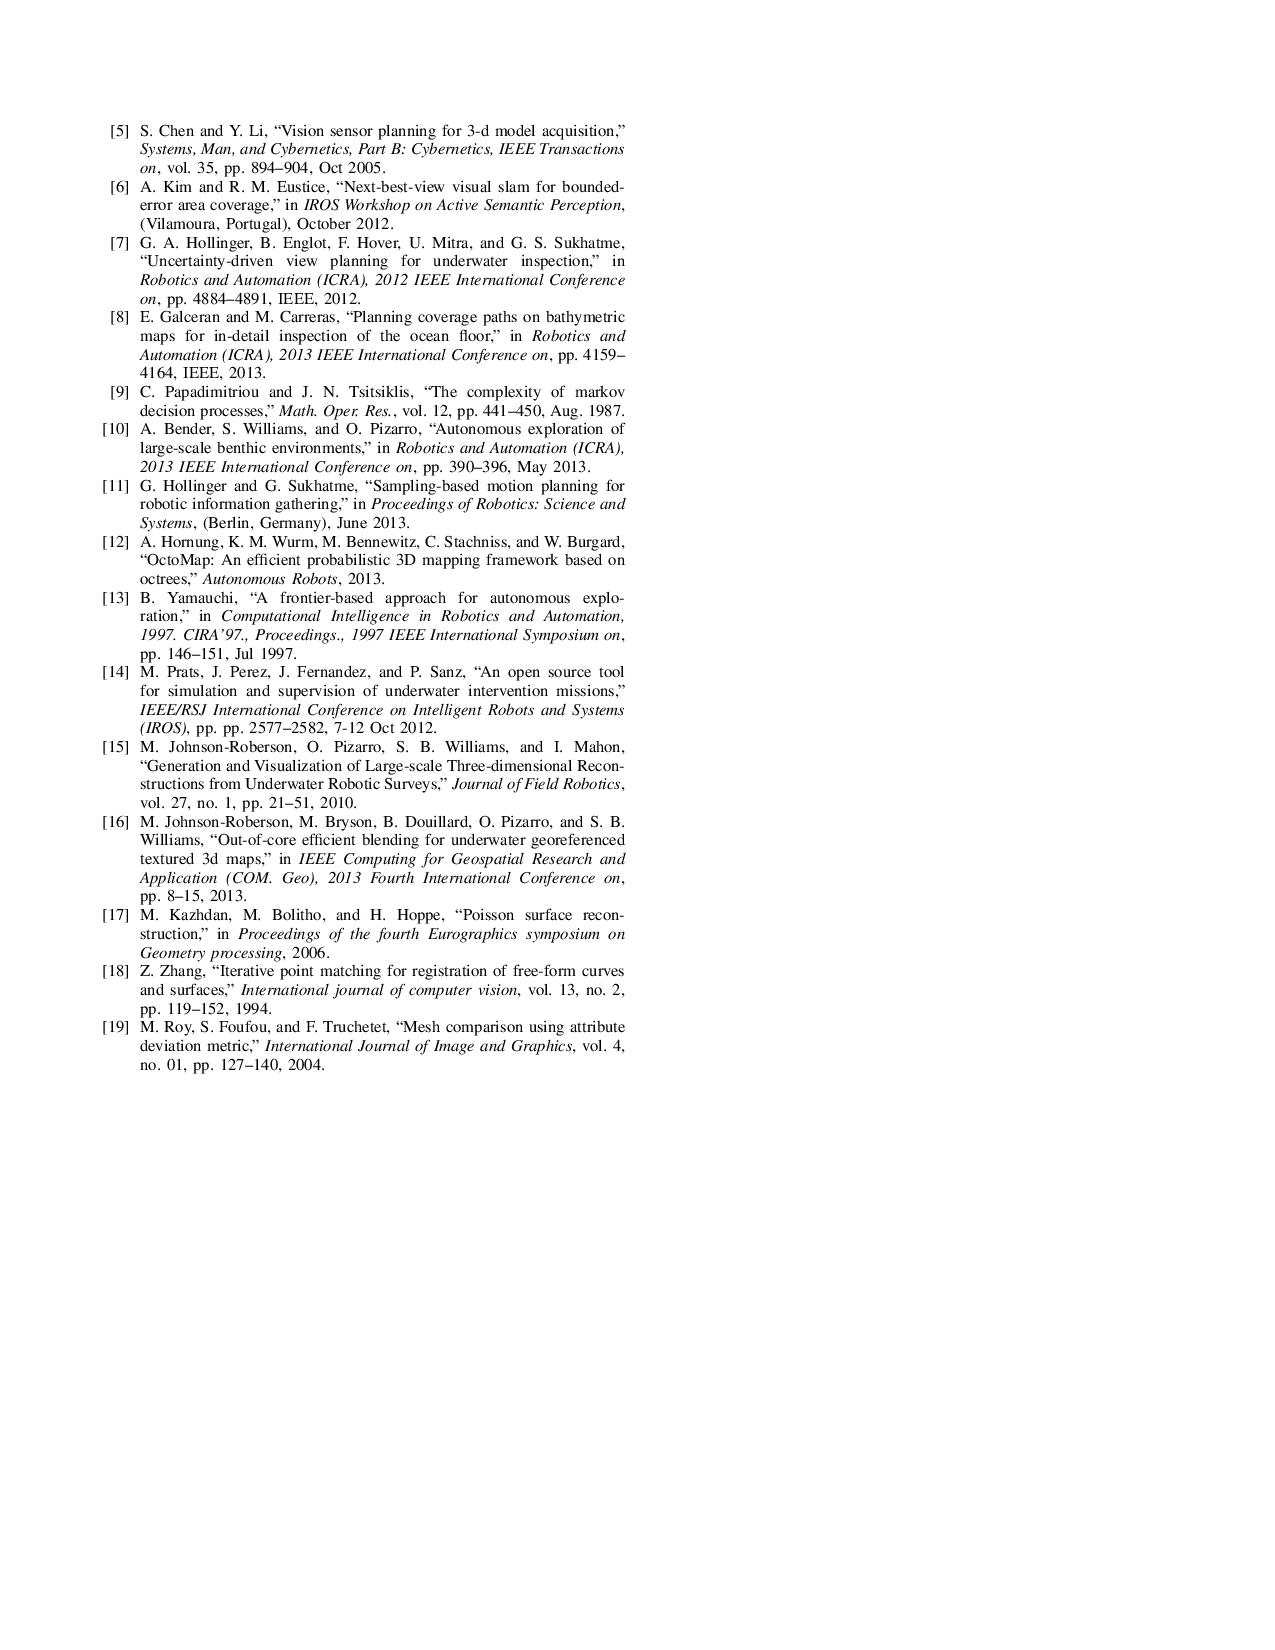 [5] S. Chen and Y. Li, “Vision sensor planning for 3-d model acquisition,”
Systems, Man, and Cybernetics, Part B: Cybernetics, IEEE Transactions
on, vol. 35, pp. 894–904, Oct 2005.
[6] A. Kim and R. M. Eustice, “Next-best-view visual slam for bounded-
error area coverage,” in IROS Workshop on Active Semantic Perception,
(Vilamoura, Portugal), October 2012.
[7] G. A. Hollinger, B. Englot, F. Hover, U. Mitra, and G. S. Sukhatme,
“Uncertainty-driven view planning for underwater inspection,” in
Robotics and Automation (ICRA), 2012 IEEE International Conference
on, pp. 4884–4891, IEEE, 2012.
[8] E. Galceran and M. Carreras, “Planning coverage paths on bathymetric
maps for in-detail inspection of the ocean floor,” in Robotics and
Automation (ICRA), 2013 IEEE International Conference on, pp. 4159–
4164, IEEE, 2013.
[9] C. Papadimitriou and J. N. Tsitsiklis, “The complexity of markov
decision processes,” Math. Oper. Res., vol. 12, pp. 441–450, Aug. 1987.
[10] A. Bender, S. Williams, and O. Pizarro, “Autonomous exploration of
large-scale benthic environments,” in Robotics and Automation (ICRA),
2013 IEEE International Conference on, pp. 390–396, May 2013.
[11] G. Hollinger and G. Sukhatme, “Sampling-based motion planning for
robotic information gathering,” in Proceedings of Robotics: Science and
Systems, (Berlin, Germany), June 2013.
[12] A. Hornung, K. M. Wurm, M. Bennewitz, C. Stachniss, and W. Burgard,
“OctoMap: An efficient probabilistic 3D mapping framework based on
octrees,” Autonomous Robots, 2013.
[13] B. Yamauchi, “A frontier-based approach for autonomous explo-
ration,” in Computational Intelligence in Robotics and Automation,
1997. CIRA’97., Proceedings., 1997 IEEE International Symposium on,
pp. 146–151, Jul 1997.
[14] M. Prats, J. Perez, J. Fernandez, and P. Sanz, “An open source tool
for simulation and supervision of underwater intervention missions,”
IEEE/RSJ International Conference on Intelligent Robots and Systems
(IROS), pp. pp. 2577–2582, 7-12 Oct 2012.
[15] M. Johnson-Roberson, O. Pizarro, S. B. Williams, and I. Mahon,
“Generation and Visualization of Large-scale Three-dimensional Recon-
structions from Underwater Robotic Surveys,” Journal of Field Robotics,
vol. 27, no. 1, pp. 21–51, 2010.
[16] M. Johnson-Roberson, M. Bryson, B. Douillard, O. Pizarro, and S. B.
Williams, “Out-of-core efficient blending for underwater georeferenced
textured 3d maps,” in IEEE Computing for Geospatial Research and
Application (COM. Geo), 2013 Fourth International Conference on,
pp. 8–15, 2013.
[17] M. Kazhdan, M. Bolitho, and H. Hoppe, “Poisson surface recon-
struction,” in Proceedings of the fourth Eurographics symposium on
Geometry processing, 2006.
[18] Z. Zhang, “Iterative point matching for registration of free-form curves
and surfaces,” International journal of computer vision, vol. 13, no. 2,
pp. 119–152, 1994.
[19] M. Roy, S. Foufou, and F. Truchetet, “Mesh comparison using attribute
deviation metric,” International Journal of Image and Graphics, vol. 4,
no. 01, pp. 127–140, 2004.